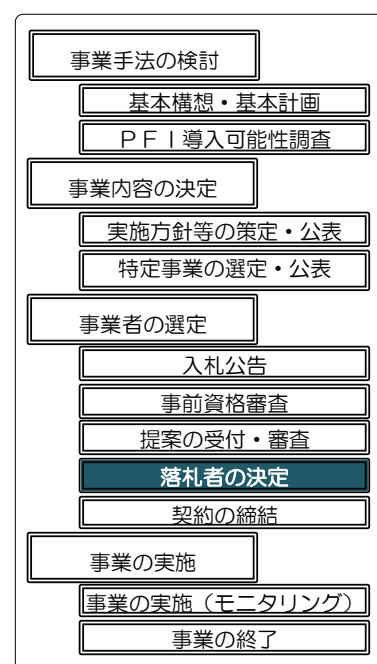 事業手法の検討
基本構想・基本計画
ＰＦＩ導入可能性調査
事業内容の決定
実施方針等の策定・公表
特定事業の選定・公表
事業者の選定
入札公告
事前資格審査
提案の受付・審査
落札者の決定
契約の締結
事業の実施
事業の実施（モニタリング）
事業の終了